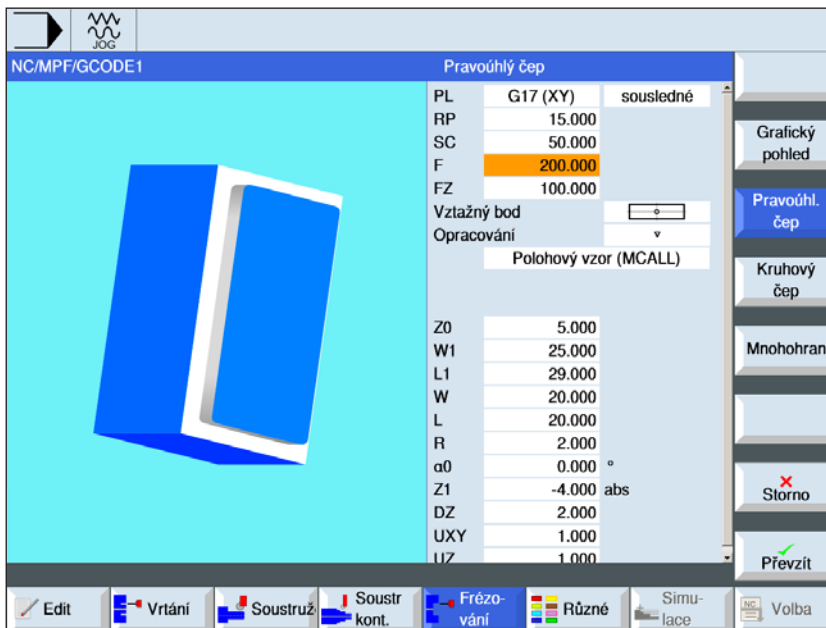 JOG
NC/MPF/GCODE1
Pravoúhlý čep
PL G17 (XY) sousledné
RP 15.000
SC 50.000
F 200.000
FZ 100.000
Vztažný bod
Opracování
Polohový vzor (MCALL)
Z0 5.000
W1 25.000
L1 29.000
W 20.000
L 20.000
R 2.000
α0 0.000 °
Z1 -4.000 abs
DZ 2.000
UXY 1.000
UZ 1.000
Grafický
pohled
Pravoúhl.
čep
Kruhový
čep
Mnohohran
Storno
Převzít
Edit
Vrtání
Soustruž
Soustr
kont.
Frézo-
vání
Různé
Simu-
lace
NC
Volba